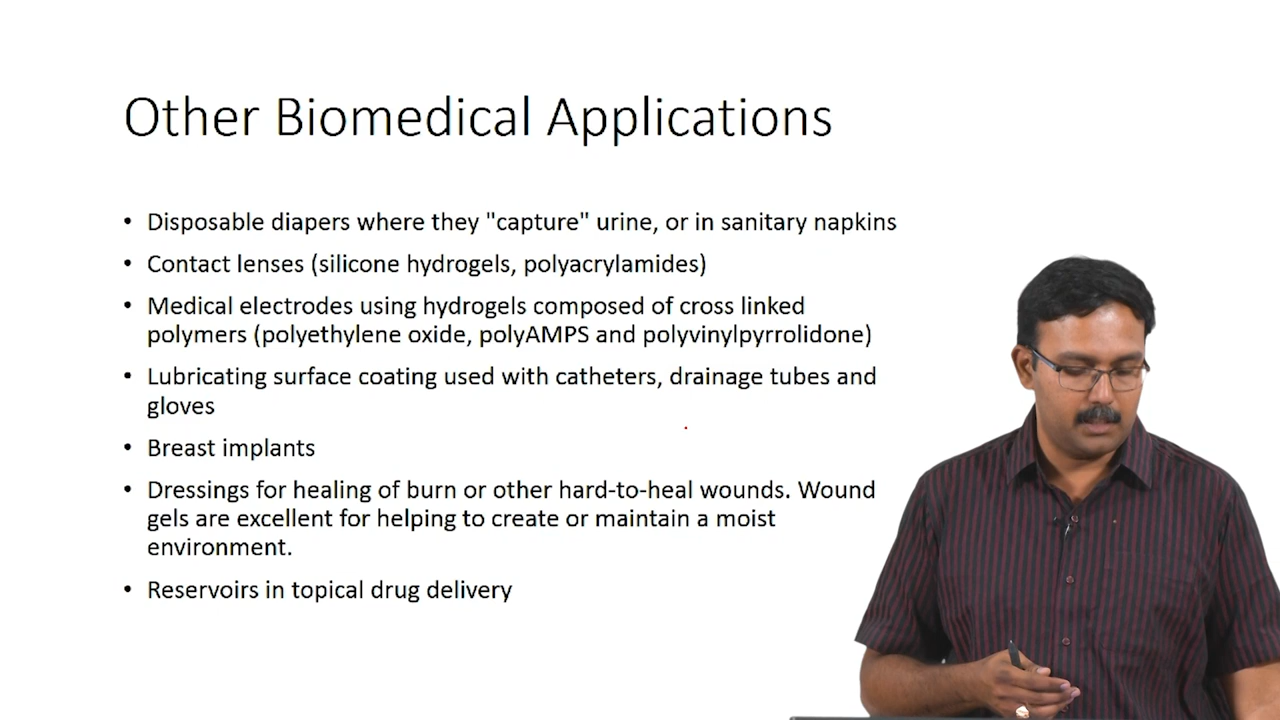 Other Biomedical Applications
• Disposable diapers where they "capture" urine, or in sanitary napkins
• Contact lenses (silicone hydrogels, polyacrylamides)
• Medical electrodes using hydrogels composed of cross linked
polymers (polyethylene oxide, polyAMPS and polyvinylpyrrolidone)
• Lubricating surface coating used with catheters, drainage tubes and
gloves
• Breast implants
• Dressings for healing of burn or other hard-to-heal wounds. Wound
gels are excellent for helping to create or maintain a moist
environment.
• Reservoirs in topical drug delivery